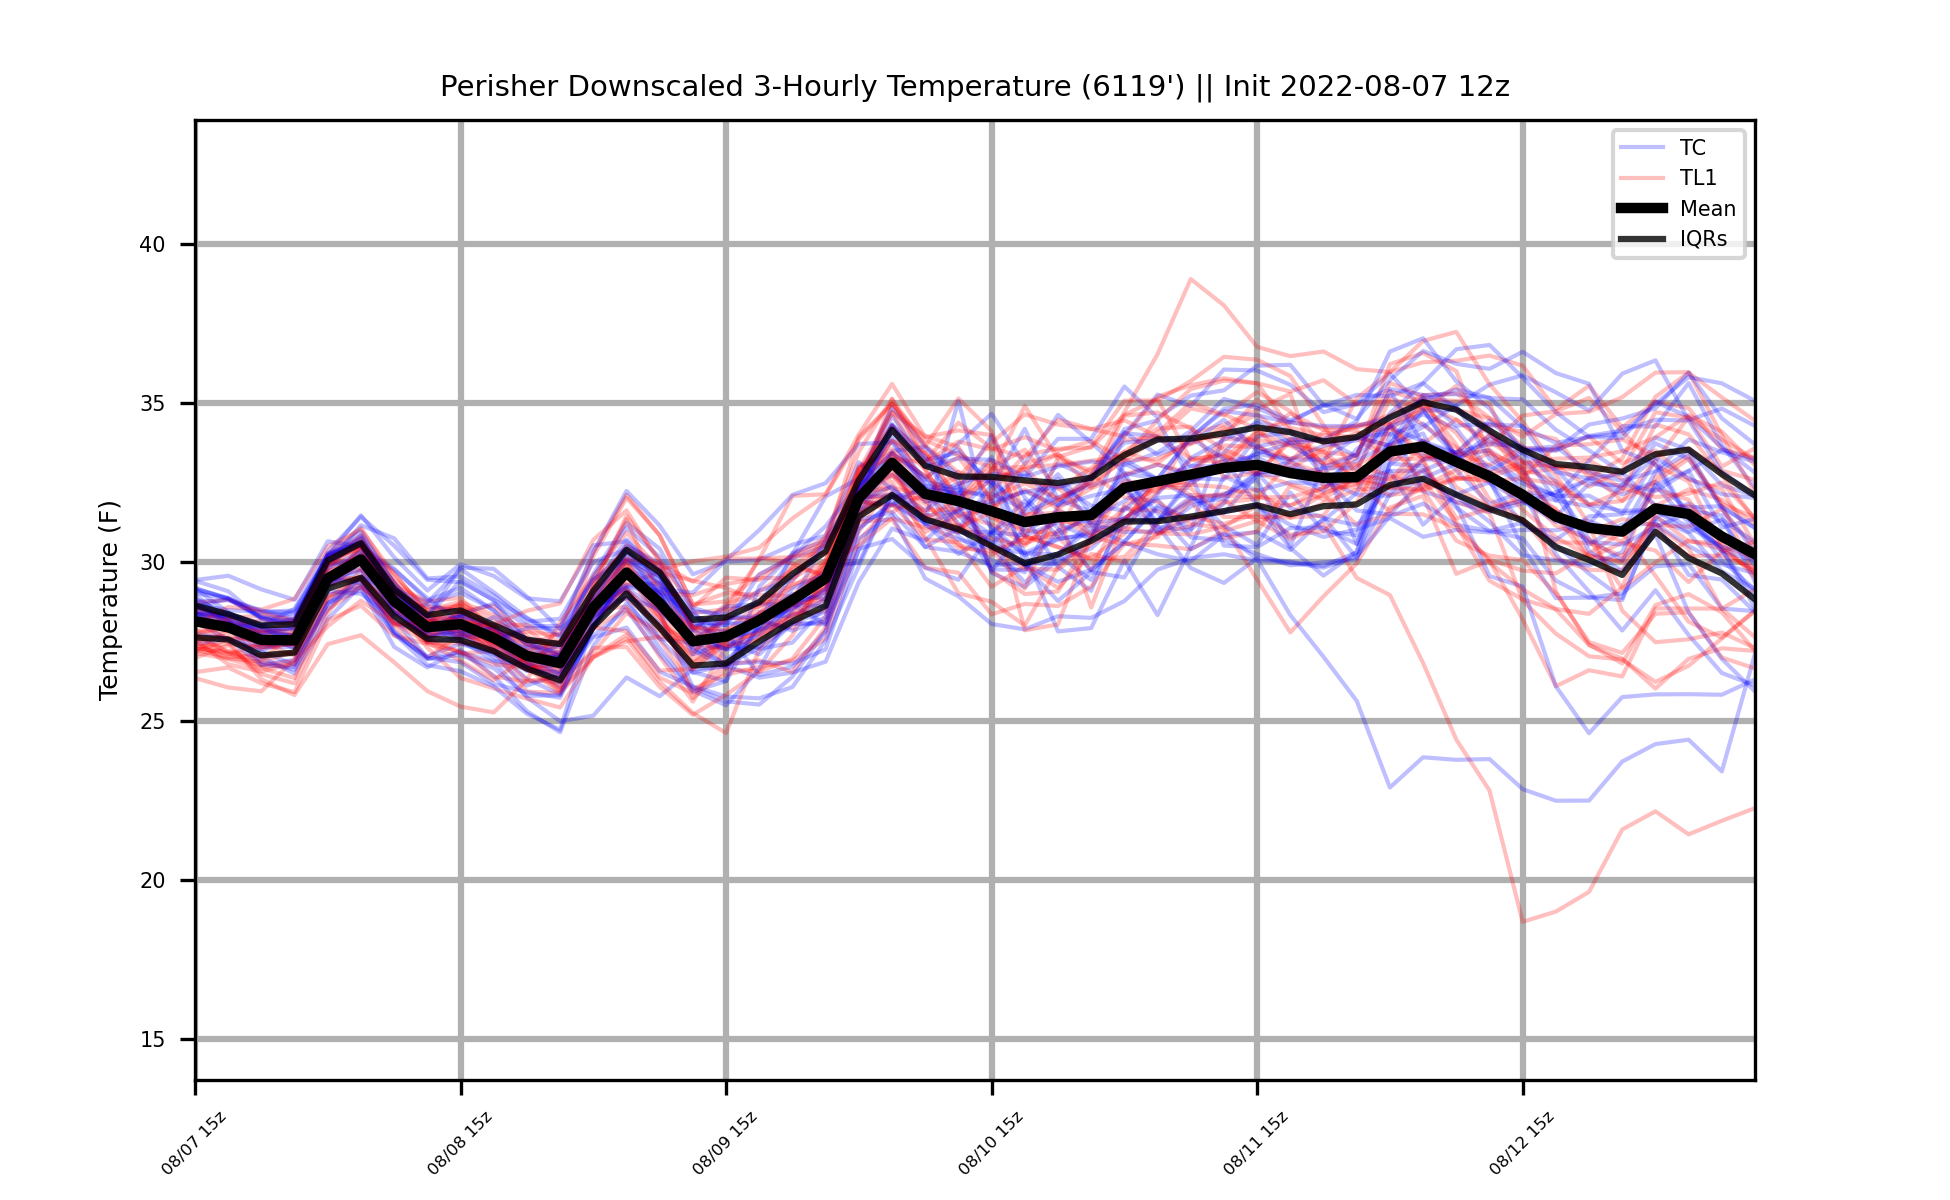 Perisher Downscaled 3-Hourly Temperature (6119') || Init 2022-08-07 12z
TC
TL1
Mean
IQRs
Temperature (F)
40
35
30
25
20
15
08/07 15z
08/08 15z
08/09 15z
08/10 15z
08/11 15z
08/12 15z